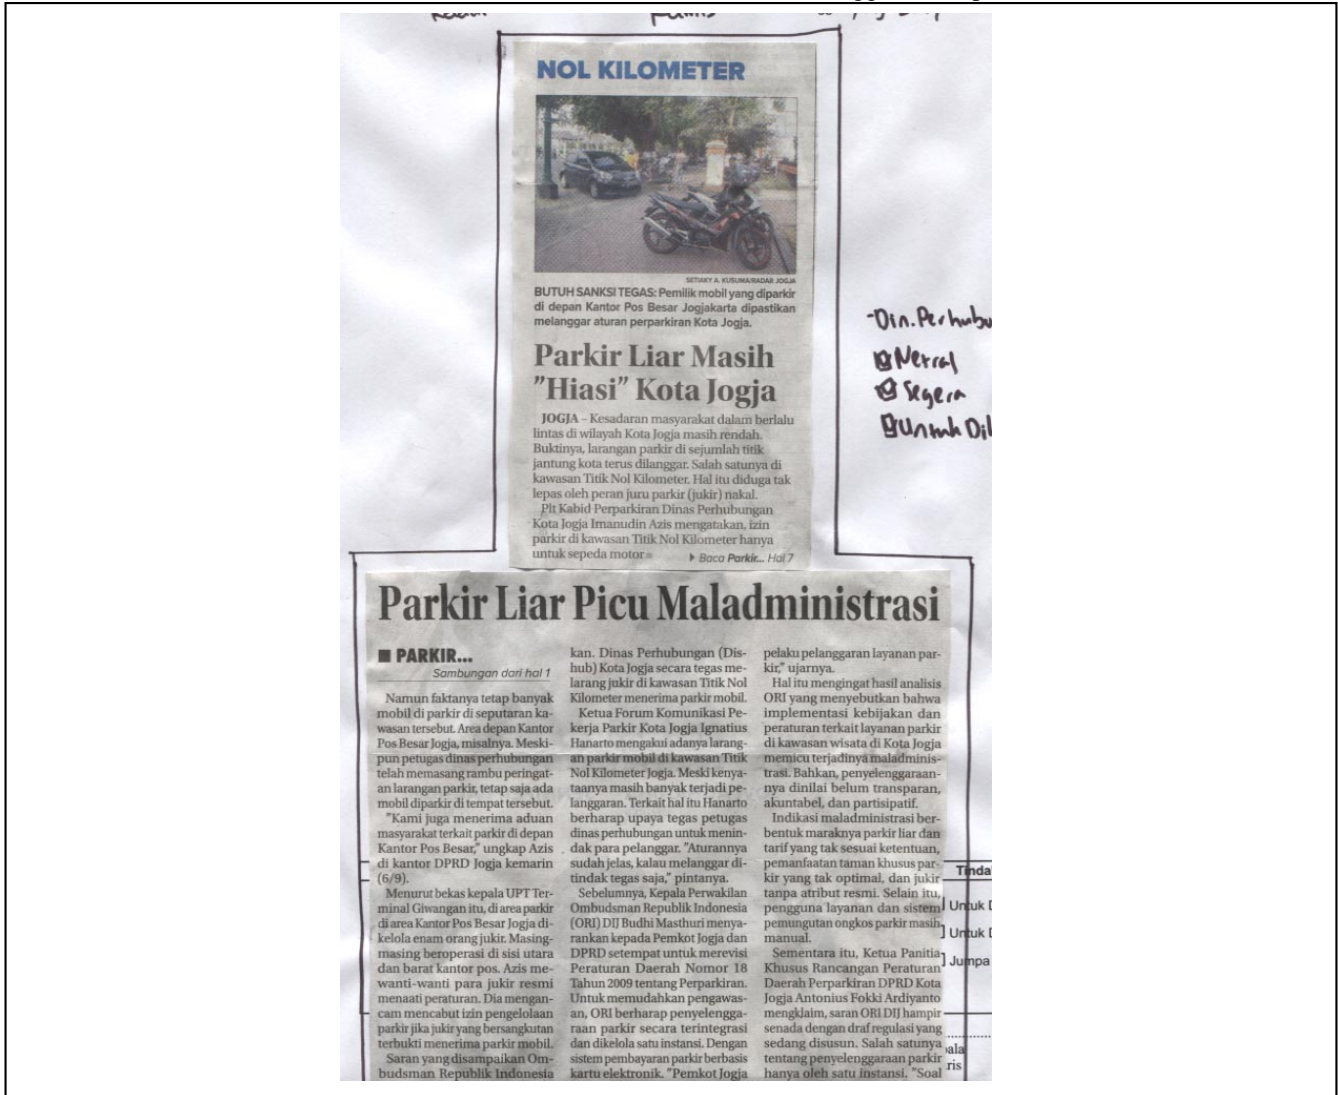 NOL KILOMETER
SETIAKY A. KUSUMA/RADAR JOGJA
BUTUH SANKSI TEGAS: Pemilik mobil yang diparkir
di depan Kantor Pos Besar Jogjakarta dipastikan
melanggar aturan perparkiran Kota Jogja.
Parkir Liar Masih
"Hiasi" Kota Jogja
JOGJA – Kesadaran masyarakat dalam berlalu
lintas di wilayah Kota Jogja masih rendah.
Buktinya, larangan parkir di sejumlah titik
jantung kota terus dilanggar. Salah satunya di
kawasan Titik Nol Kilometer. Hal itu diduga tak
lepas oleh peran juru parkir (jukir) nakal.
Plt Kabid Perparkiran Dinas Perhubungan
Kota Jogja Imanudin Azis mengatakan, izin
parkir di kawasan Titik Nol Kilometer hanya
untuk sepeda motor
Baca Parkir... Hal 7
-Din. Perhubu
Netral
Segera
Untuk Dil
Parkir Liar Picu Maladministrasi
PARKIR...
Sambungan dari hal 1
Namun faktanya tetap banyak
mobil di parkir di seputaran ka-
wasan tersebut. Area depan Kantor
Pos Besar Jogja, misalnya. Meski-
pun petugas dinas perhubungan
telah memasang rambu peringat-
an larangan parkir, tetap saja ada
mobil diparkir di tempat tersebut.
"Kami juga menerima aduan
masyarakat terkait parkir di depan
Kantor Pos Besar," ungkap Azis
di kantor DPRD Jogja kemarin
(6/9).
Menurut bekas kepala UPT Ter-
minal Giwangan itu, di area parkir
di area Kantor Pos Besar Jogja di-
kelola enam orang jukir. Masing-
masing beroperasi di sisi utara
dan barat kantor pos. Azis me-
wanti-wanti para jukir resmi
menaati peraturan. Dia mengan-
cam mencabut izin pengelolaan
parkir jika jukir yang bersangkutan
terbukti menerima parkir mobil.
Saran yang disampaikan Om-
budsman Republik Indonesia
kan. Dinas Perhubungan (Dis-
hub) Kota Jogja secara tegas me-
larang jukir di kawasan Titik Nol
Kilometer menerima parkir mobil.
Ketua Forum Komunikasi Pe-
kerja Parkir Kota Jogja Ignatius
Hanarto mengakui adanya larang-
an parkir mobil di kawasan Titik
Nol Kilometer Jogja. Meski kenya-
taanya masih banyak terjadi pe-
langgaran. Terkait hal itu Hanarto
berharap upaya tegas petugas
dinas perhubungan untuk menin-
dak para pelanggar. "Aturannya
sudah jelas, kalau melanggar di-
tindak tegas saja," pintanya.
Sebelumnya, Kepala Perwakilan
Ombudsman Republik Indonesia
(ORI) DIJ Budhi Masthuri menya-
rankan kepada Pemkot Jogja dan
DPRD setempat untuk merevisi
Peraturan Daerah Nomor 18
Tahun 2009 tentang Perparkiran.
Untuk memudahkan pengawas-
an, ORI berharap penyelengga-
raan parkir secara terintegrasi
dan dikelola satu instansi. Dengan
sistem pembayaran parkir berbasis
kartu elektronik. "Pemkot Jogja
pelaku pelanggaran layanan par-
kir," ujarnya.
Hal itu mengingat hasil analisis
ORI yang menyebutkan bahwa
implementasi kebijakan dan
peraturan terkait layanan parkir
di kawasan wisata di Kota Jogja
memicu terjadinya maladminis-
trasi. Bahkan, penyelenggaraan-
nya dinilai belum transparan,
akuntabel, dan partisipatif.
Indikasi maladministrasi ber-
bentuk maraknya parkir liar dan
tarif yang tak sesuai ketentuan,
pemanfaatan taman khusus par-
kir yang tak optimal, dan jukir
tanpa atribut resmi. Selain itu,
pengguna layanan dan sistem
pemungutan ongkos parkir masih
manual.
Sementara itu, Ketua Panitia
Khusus Rancangan Peraturan
Daerah Perparkiran DPRD Kota
Jogja Antonius Fokki Ardiyanto
mengklaim, saran ORI DIJ hampir
senada dengan draf regulasi yang
sedang disusun. Salah satunya
tentang penyelenggaraan parkir
hanya oleh satu instansi. "Soal
Tinda
] Untuk D
] Untuk D
] Jumpa
ala
ris